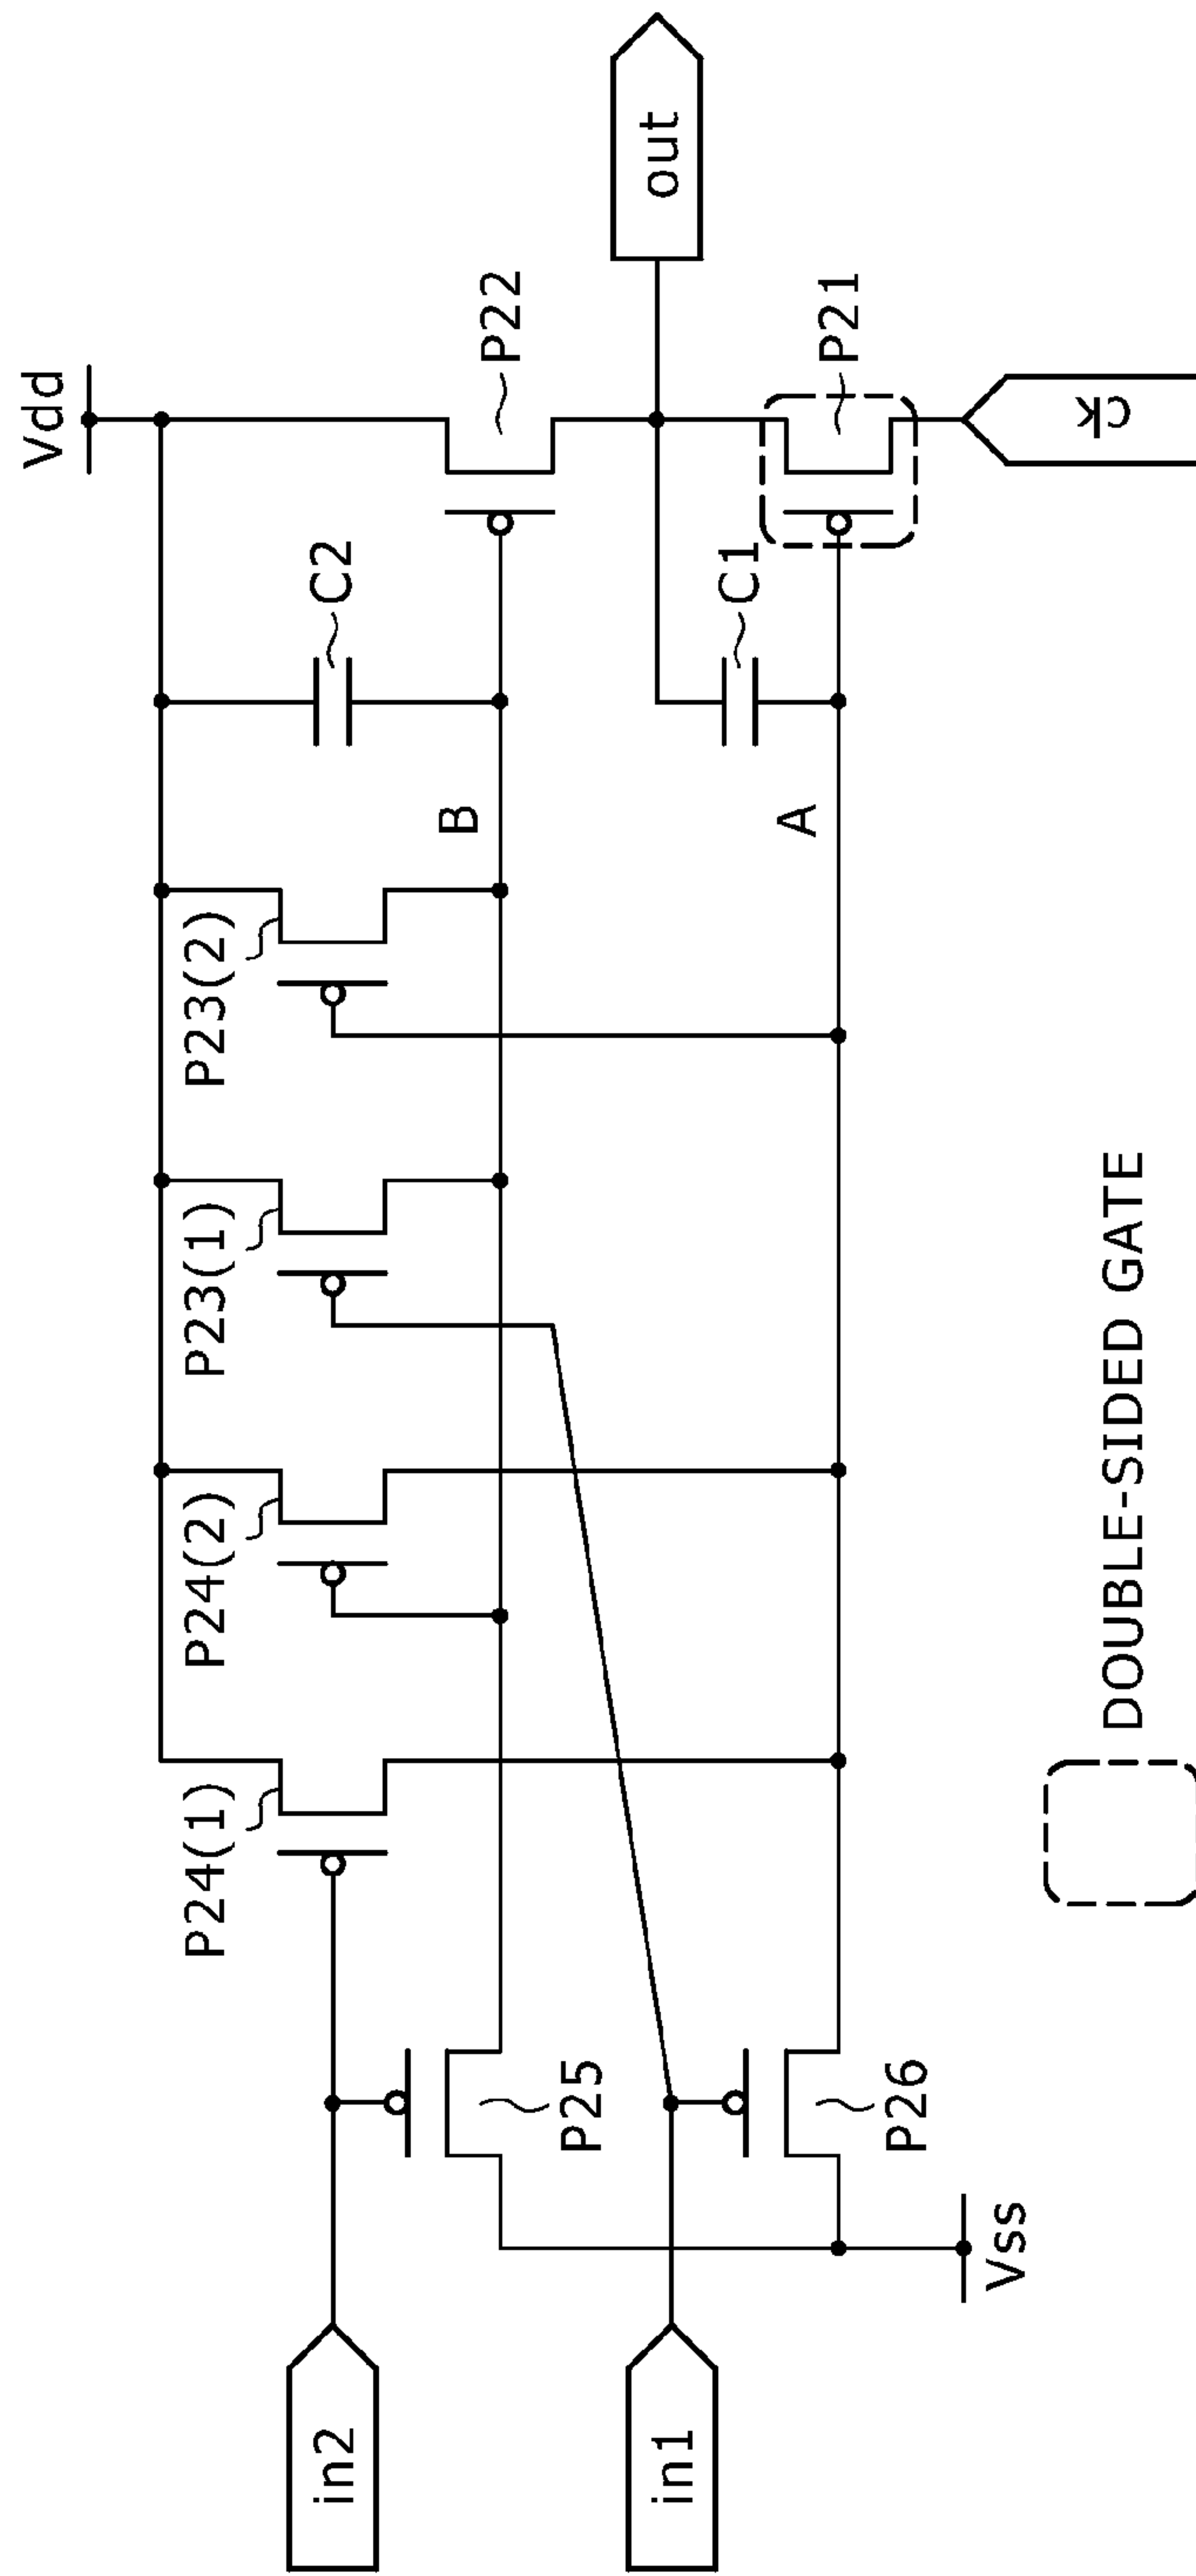 Vdd
P24(1)
P24(2)
P23(1)
P23(2)
C2
P22
in2
B
P25
out
in1
C1
A
P26
P21
Vss
ck
DOUBLE-SIDED GATE